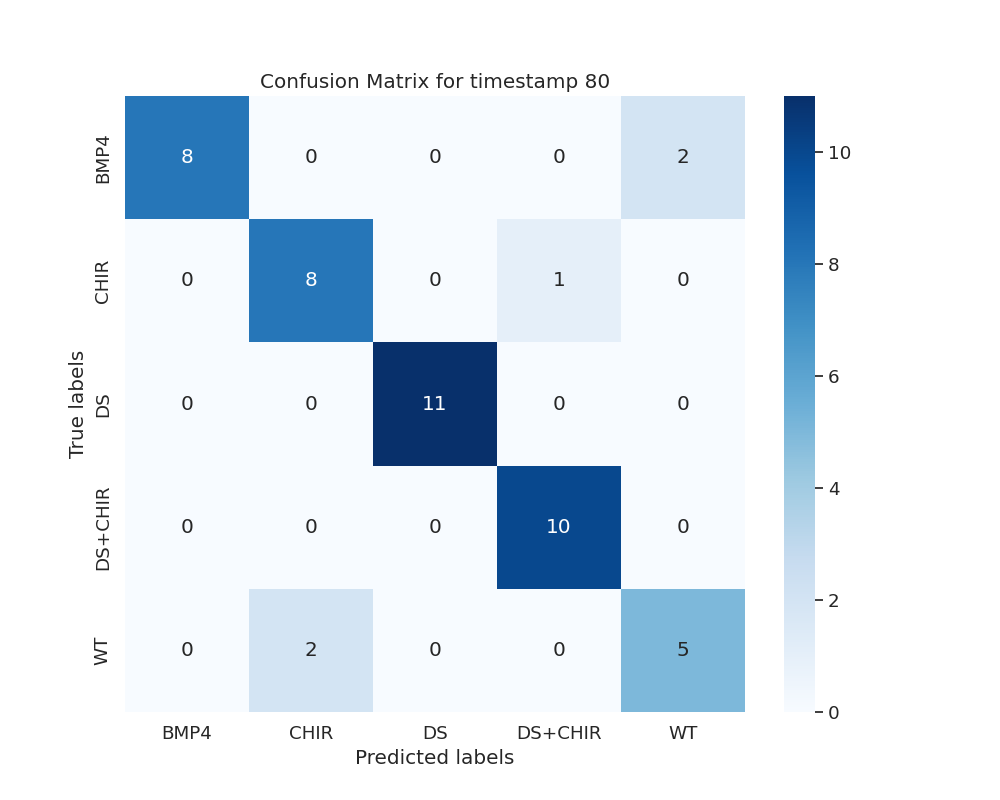 Confusion Matrix for timestamp 80
BMP4 8 0 0 0 2
CHIR 0 8 0 1 0
DS 0 0 11 0 0
DS+CHIR 0 0 0 10 0
WT 0 2 0 0 5
True labels
BMP4 CHIR DS DS+CHIR WT
Predicted labels
10
8
6
4
2
0